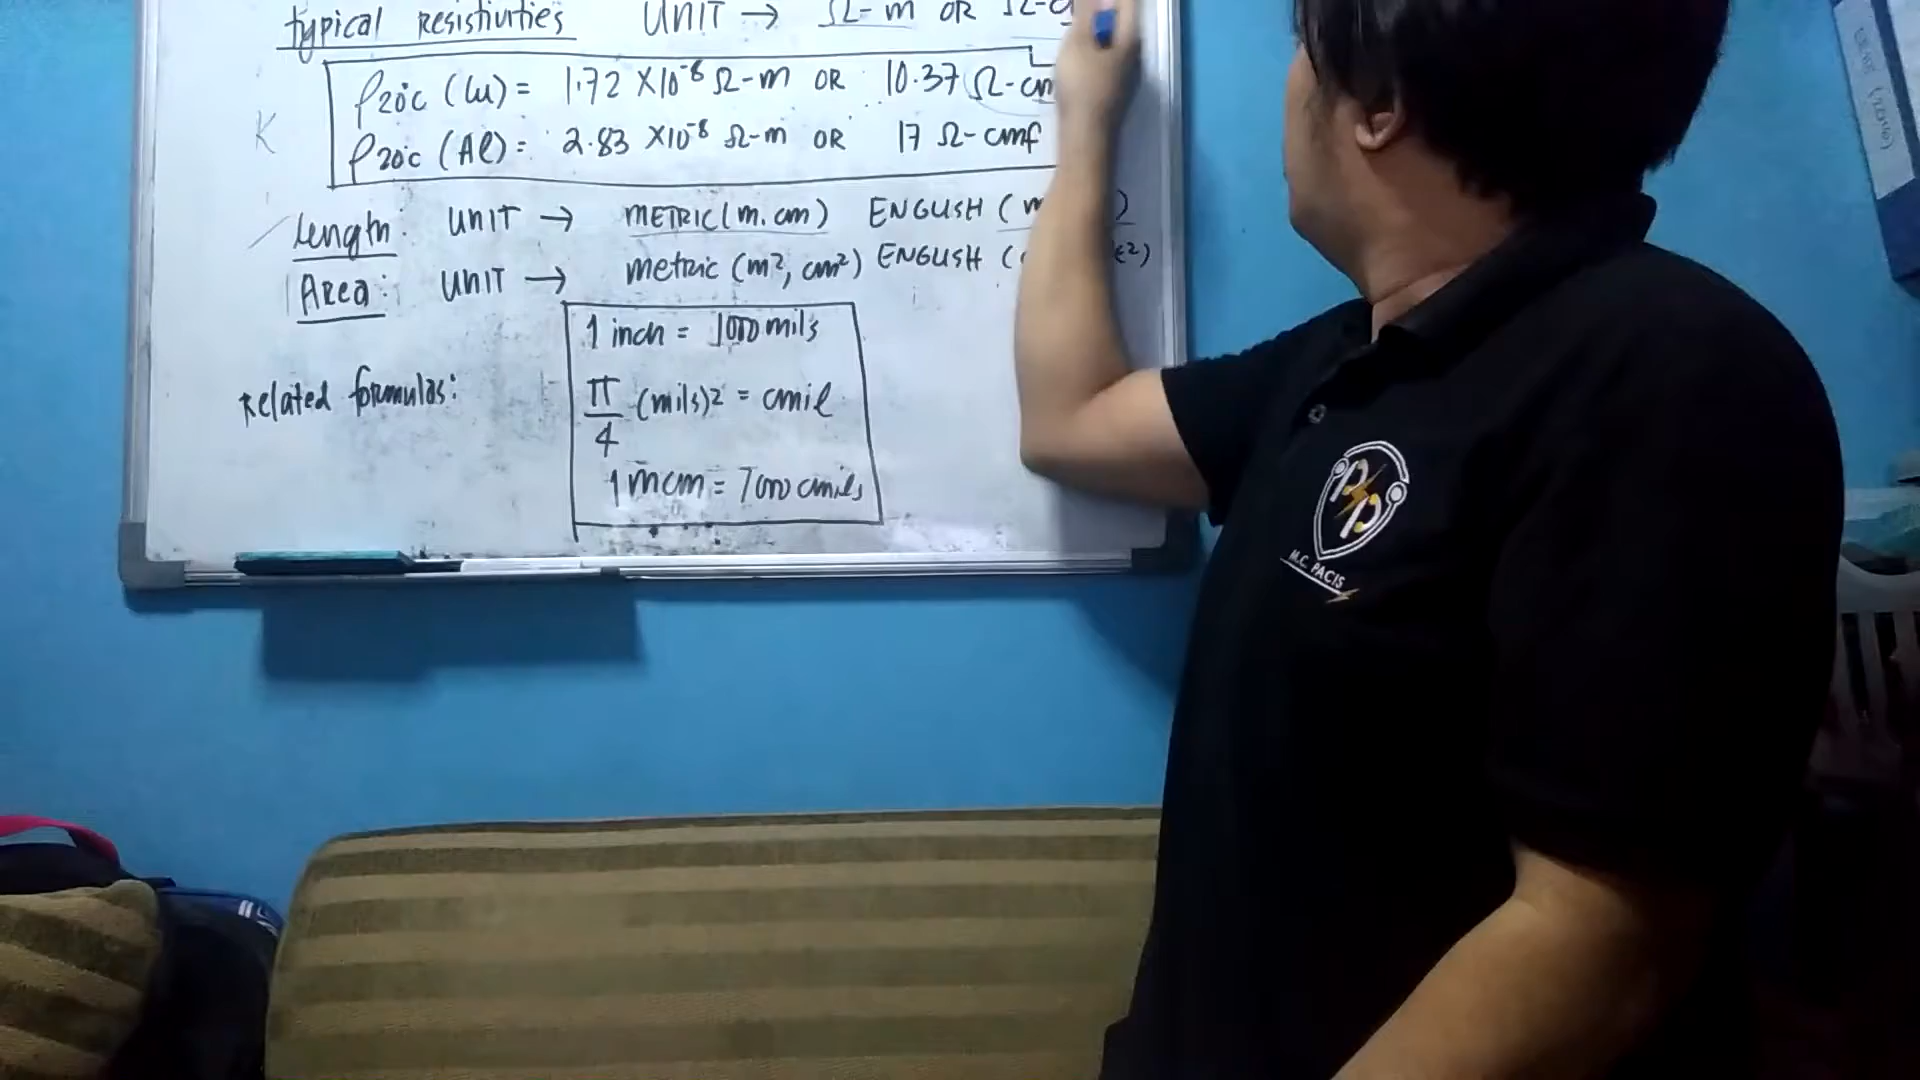 typical resistivities UNIT → Ω-m OR
ρ20°c (Cu) = 1.72 X10⁻⁸ Ω-m OR 10.37 Ω-cm
K
ρ20°c (Al) = 2.83 X10⁻⁸ Ω-m OR 17 Ω-cmf
length: UNIT → METRIC(m.cm) ENGLISH (m )
Area: UNIT → metric (m², cm²) ENGLISH ( ²)
1 inch = 1000 mils
Related formulas:
π/4 (mils)² = cmil
1 mcm = 1000 cmils
M.C. PACIS